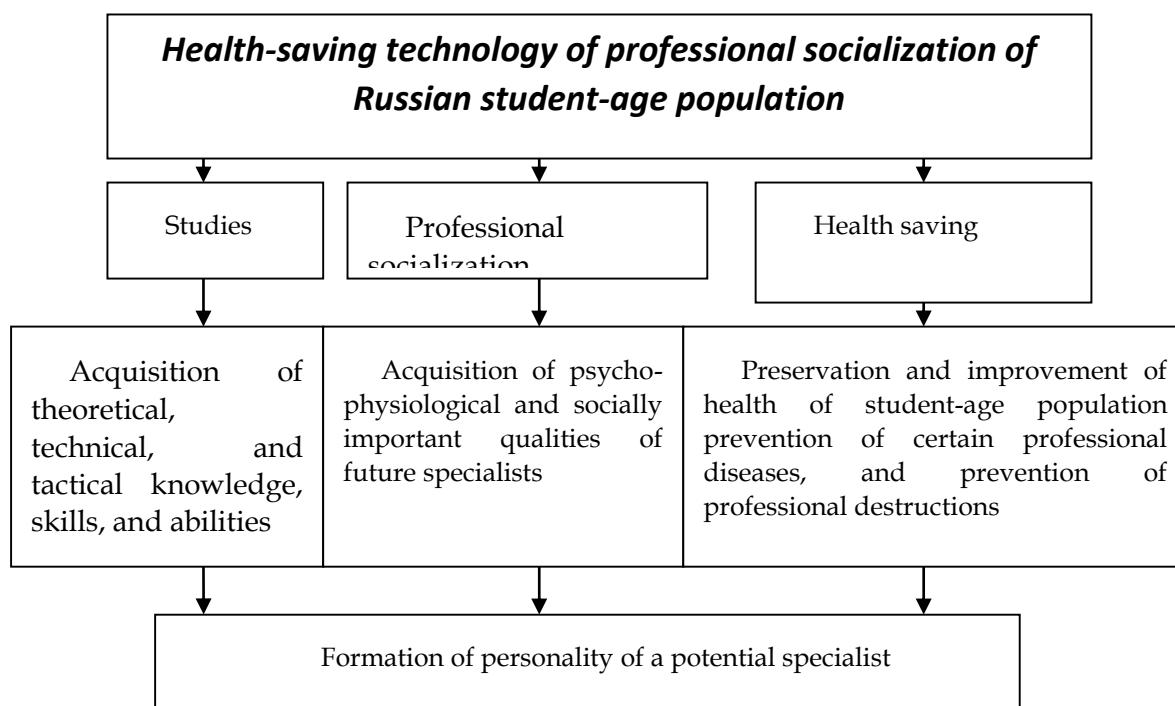 Health-saving technology of professional socialization of
Russian student-age population
Studies
Professional
socialization
Health saving
Acquisition of
theoretical,
technical, and
tactical knowledge,
skills, and abilities
Acquisition of psycho-
physiological and socially
important qualities of
future specialists
Preservation and improvement of
health of student-age population
prevention of certain professional
diseases, and prevention of
professional destructions
Formation of personality of a potential specialist